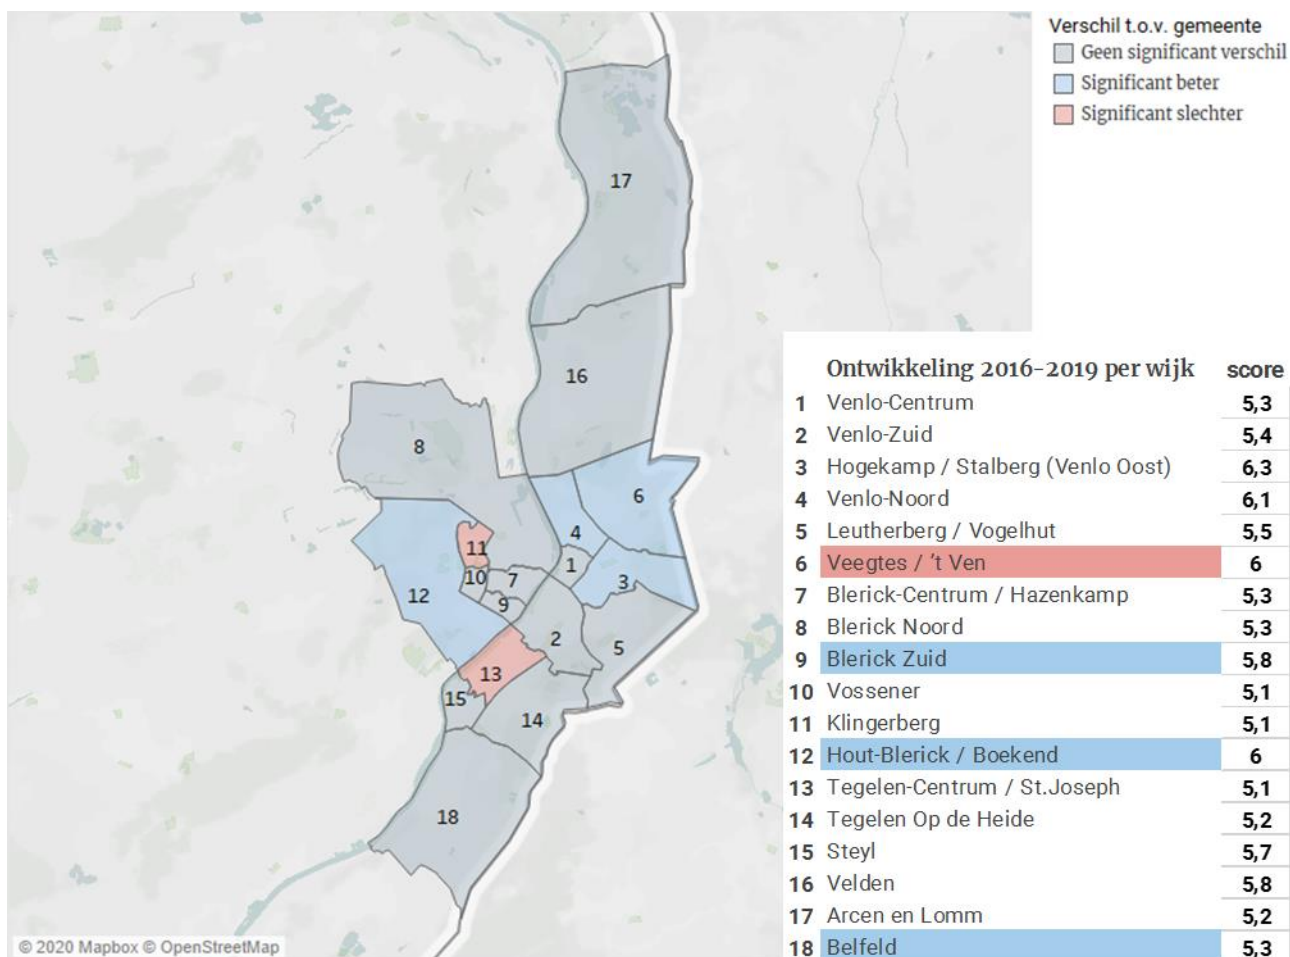 Verschil t.o.v. gemeente
Geen significant verschil
Significant beter
Significant slechter
17
16
8
6
4
11
1
10
7
3
12
9
2
5
13
15
14
18
Ontwikkeling 2016-2019 per wijk score
1 Venlo-Centrum 5,3
2 Venlo-Zuid 5,4
3 Hogekamp / Stalberg (Venlo Oost) 6,3
4 Venlo-Noord 6,1
5 Leutherberg / Vogelhut 5,5
6 Veegtes / ’t Ven 6
7 Blerick-Centrum / Hazenkamp 5,3
8 Blerick Noord 5,3
9 Blerick Zuid 5,8
10 Vossener 5,1
11 Klingerberg 5,1
12 Hout-Blerick / Boekend 6
13 Tegelen-Centrum / St.Joseph 5,1
14 Tegelen Op de Heide 5,2
15 Steyl 5,7
16 Velden 5,8
17 Arcen en Lomm 5,2
18 Belfeld 5,3
© 2020 Mapbox © OpenStreetMap